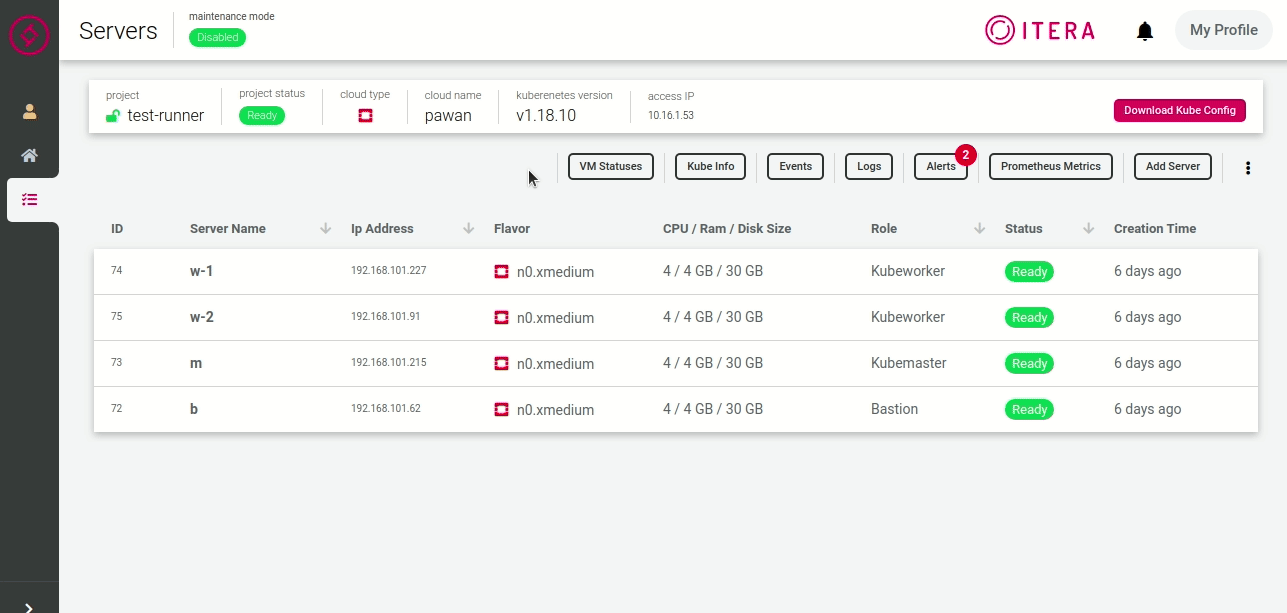 Servers
maintenance mode
Disabled
ITERA
My Profile
project
test-runner
project status
Ready
cloud type
cloud name
pawan
kuberenetes version
v1.18.10
access IP
10.16.1.53
Download Kube Config
VM Statuses
Kube Info
Events
Logs
Alerts
2
Prometheus Metrics
Add Server
ID Server Name Ip Address Flavor CPU / Ram / Disk Size Role Status Creation Time
74 w-1 192.168.101.227 n0.xmedium 4 / 4 GB / 30 GB Kubeworker Ready 6 days ago
75 w-2 192.168.101.91 n0.xmedium 4 / 4 GB / 30 GB Kubeworker Ready 6 days ago
73 m 192.168.101.215 n0.xmedium 4 / 4 GB / 30 GB Kubemaster Ready 6 days ago
72 b 192.168.101.62 n0.xmedium 4 / 4 GB / 30 GB Bastion Ready 6 days ago